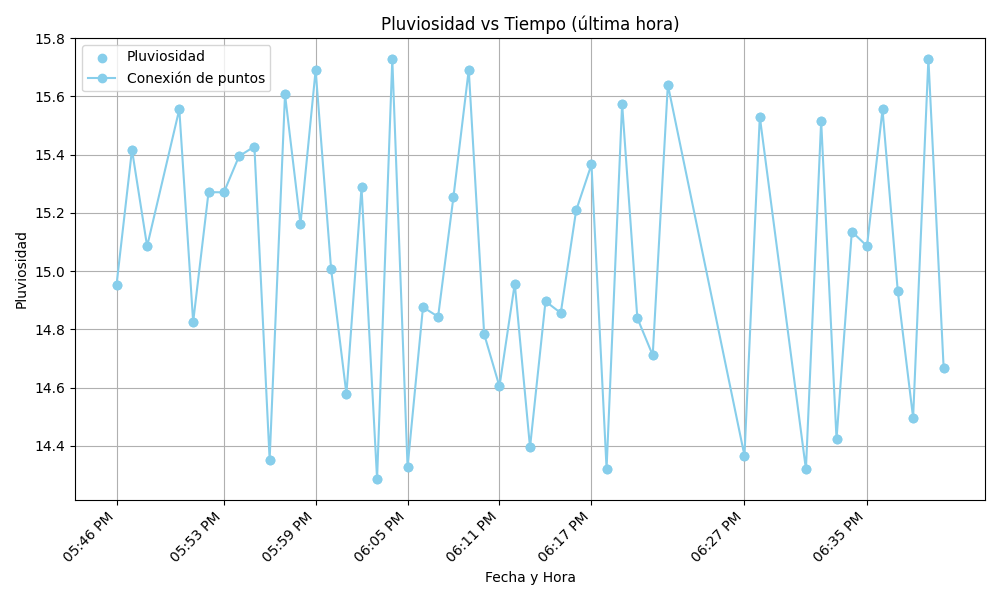 Pluviosidad vs Tiempo (última hora)
Pluviosidad
Conexión de puntos
Pluviosidad
15.8
15.6
15.4
15.2
15.0
14.8
14.6
14.4
05:46 PM
05:53 PM
05:59 PM
06:05 PM
06:11 PM
06:17 PM
06:27 PM
06:35 PM
Fecha y Hora